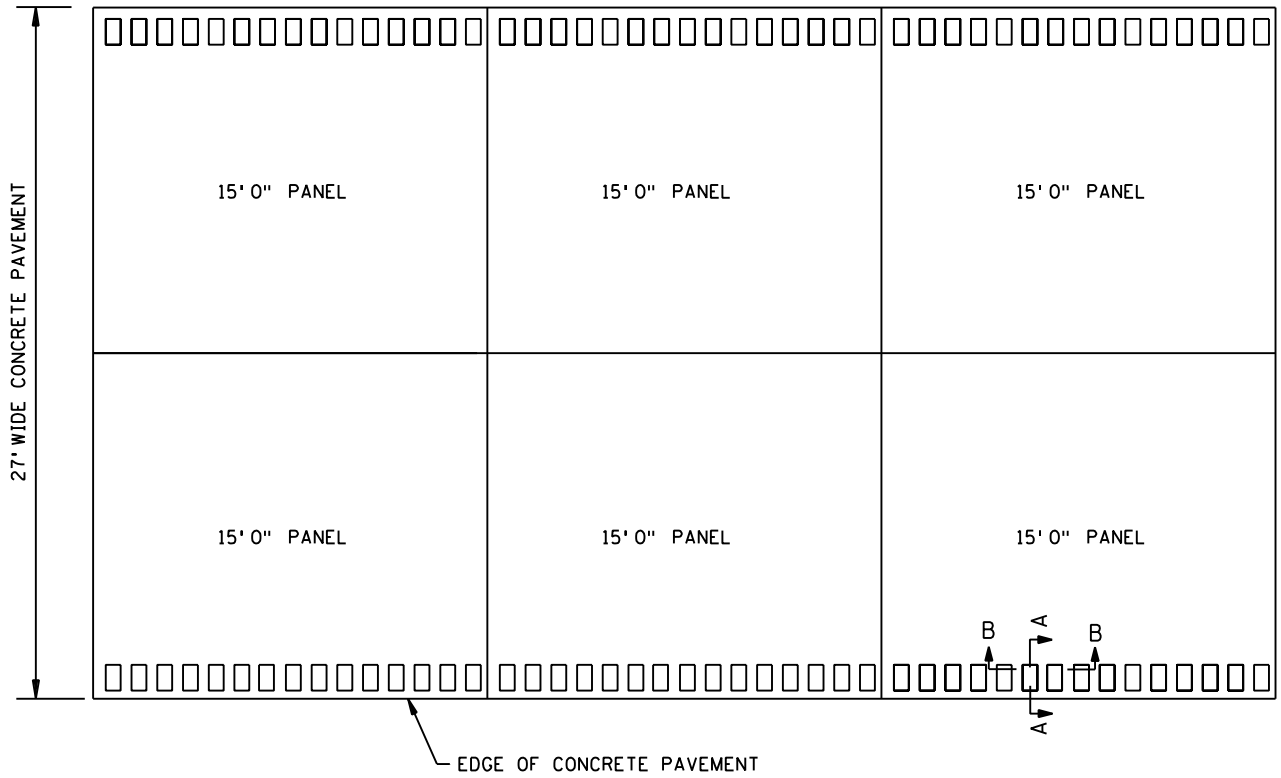 15' 0" PANEL
15' 0" PANEL
15' 0" PANEL
27' WIDE CONCRETE PAVEMENT
15' 0" PANEL
15' 0" PANEL
15' 0" PANEL
A
B
B
A
EDGE OF CONCRETE PAVEMENT